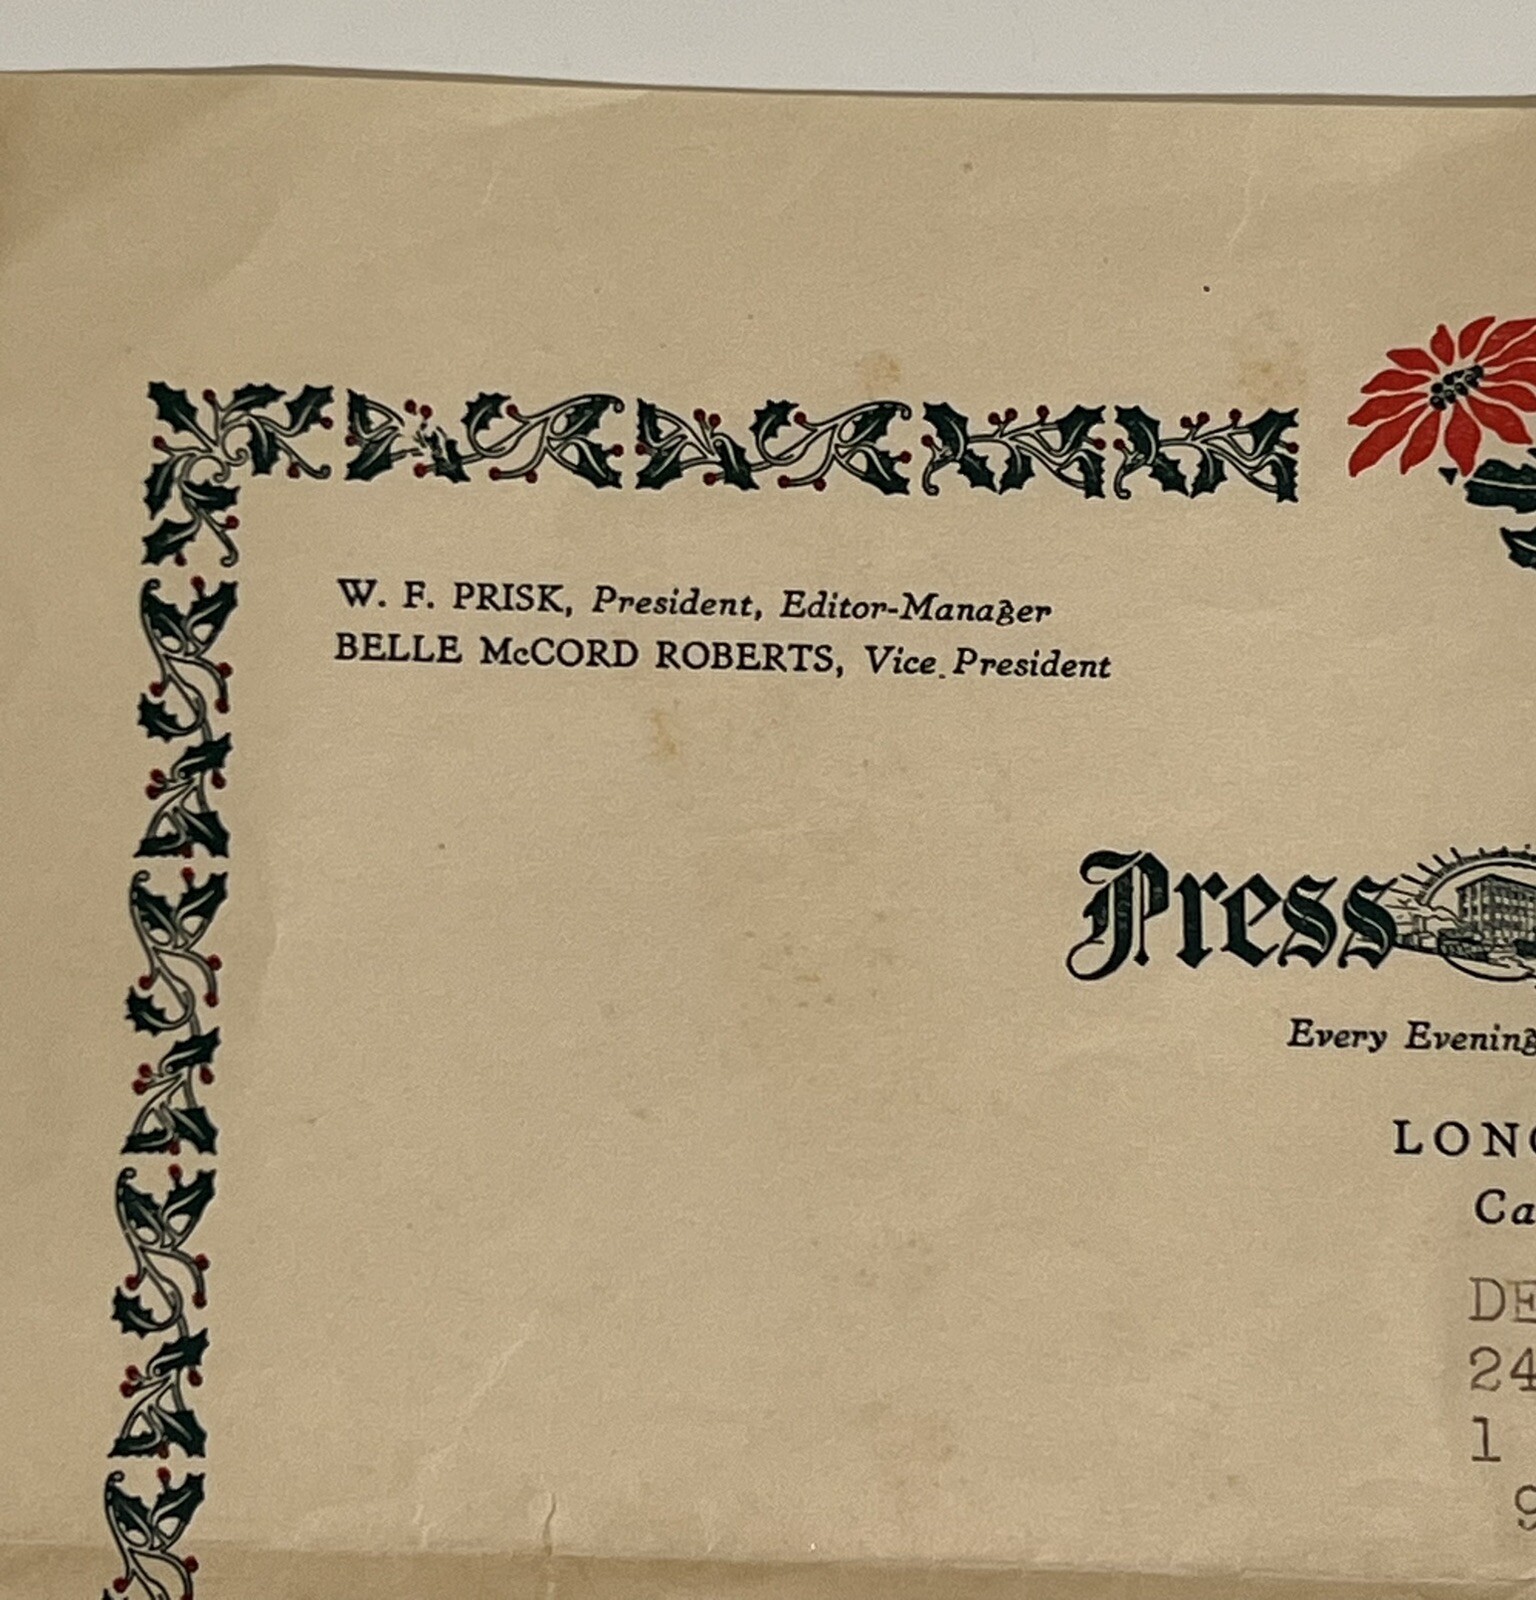 W. F. PRISK, President, Editor-Manager
BELLE McCORD ROBERTS, Vice President
Press
Every Evening
LONG
Ca
DE
24
1
9